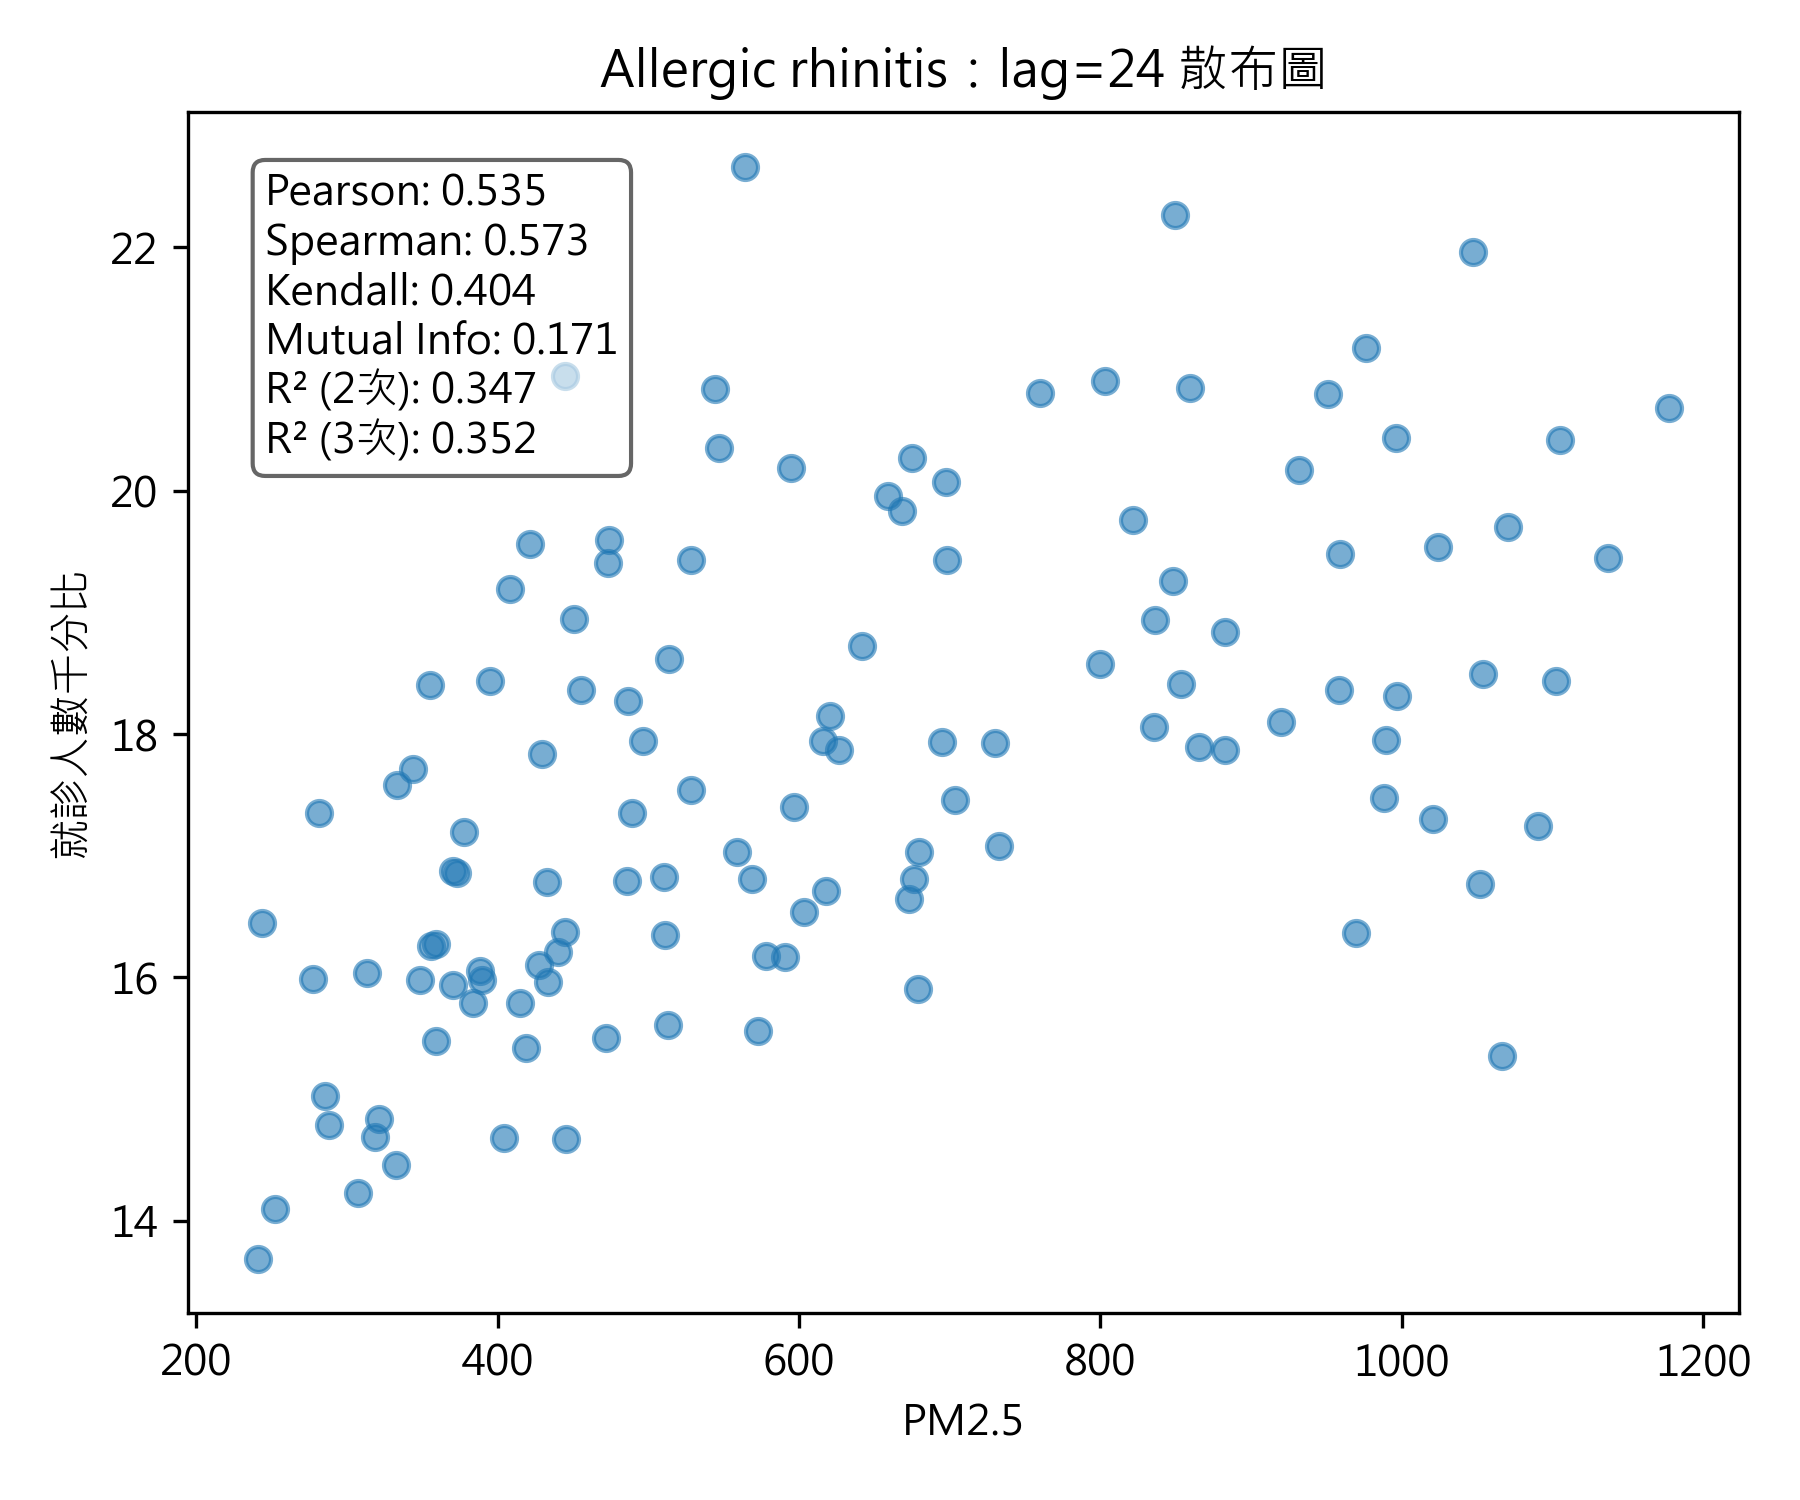 Allergic rhinitis：lag=24 散布圖
Pearson: 0.535
Spearman: 0.573
Kendall: 0.404
Mutual Info: 0.171
R² (2次): 0.347
R² (3次): 0.352
就診人數千分比
22
20
18
16
14
200 400 600 800 1000 1200
PM2.5